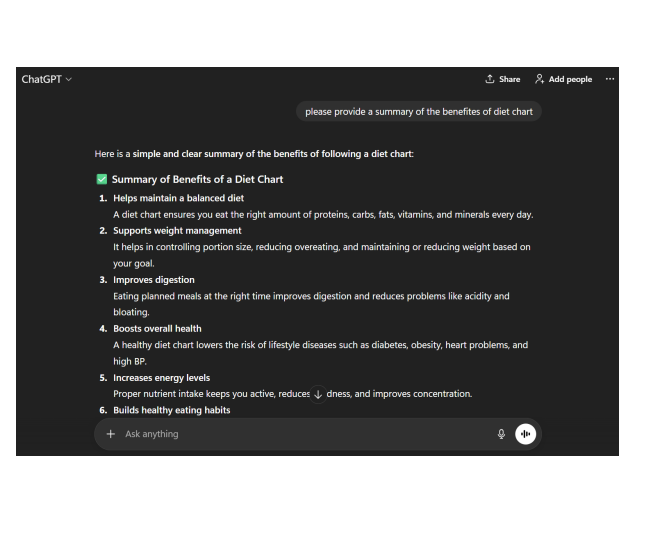 ChatGPT
Share
Add people
please provide a summary of the benefites of diet chart
Here is a simple and clear summary of the benefits of following a diet chart:
Summary of Benefits of a Diet Chart
1. Helps maintain a balanced diet
A diet chart ensures you eat the right amount of proteins, carbs, fats, vitamins, and minerals every day.
2. Supports weight management
It helps in controlling portion size, reducing overeating, and maintaining or reducing weight based on
your goal.
3. Improves digestion
Eating planned meals at the right time improves digestion and reduces problems like acidity and
bloating.
4. Boosts overall health
A healthy diet chart lowers the risk of lifestyle diseases such as diabetes, obesity, heart problems, and
high BP.
5. Increases energy levels
Proper nutrient intake keeps you active, reduces dness, and improves concentration.
6. Builds healthy eating habits
Ask anything